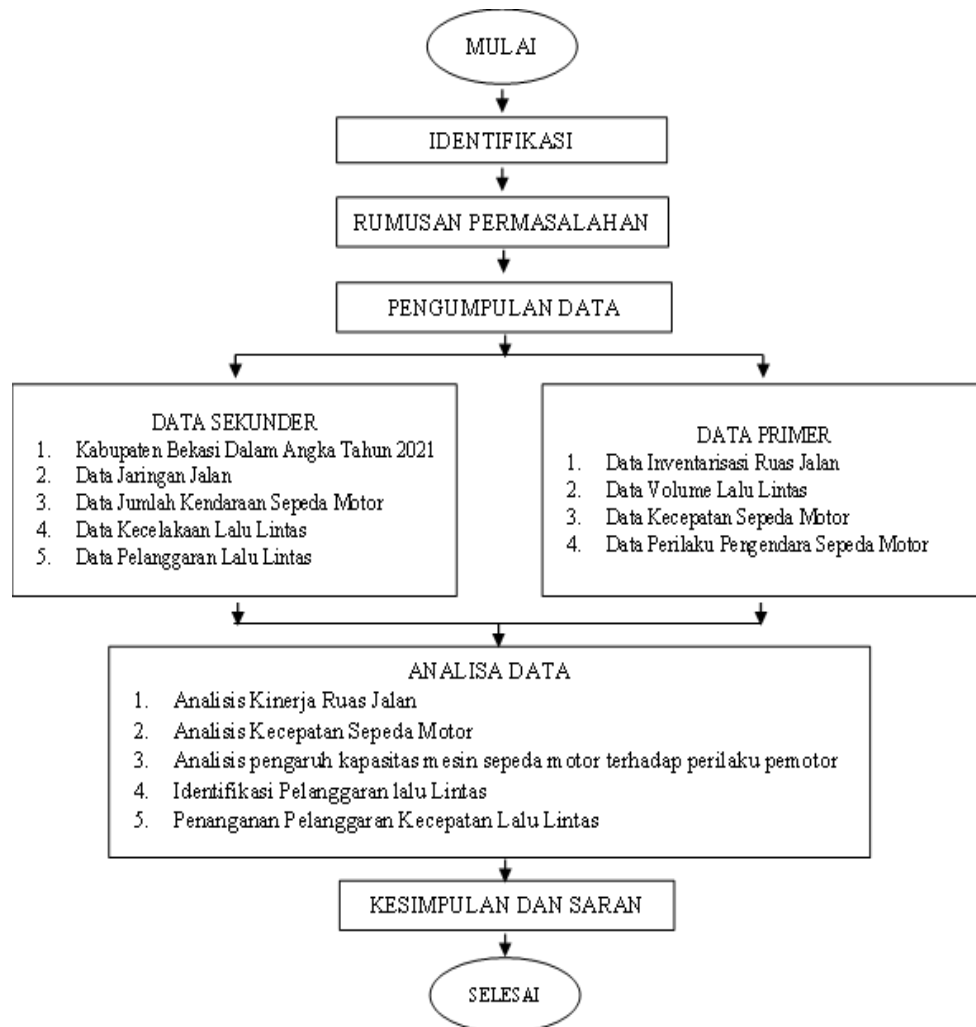 MULAI
IDENTIFIKASI
RUMUSAN PERMASALAHAN
PENGUMPULAN DATA
DATA SEKUNDER
1. Kabupaten Bekasi Dalam Angka Tahun 2021
2. Data Jaringan Jalan
3. Data Jumlah Kendaraan Sepeda Motor
4. Data Kecelakaan Lalu Lintas
5. Data Pelanggaran Lalu Lintas
DATA PRIMER
1. Data Inventarisasi Ruas Jalan
2. Data Volume Lalu Lintas
3. Data Kecepatan Sepeda Motor
4. Data Perilaku Pengendara Sepeda Motor
ANALISA DATA
1. Analisis Kinerja Ruas Jalan
2. Analisis Kecepatan Sepeda Motor
3. Analisis pengaruh kapasitas mesin sepeda motor terhadap perilaku pemotor
4. Identifikasi Pelanggaran lalu Lintas
5. Penanganan Pelanggaran Kecepatan Lalu Lintas
KESIMPULAN DAN SARAN
SELESAI